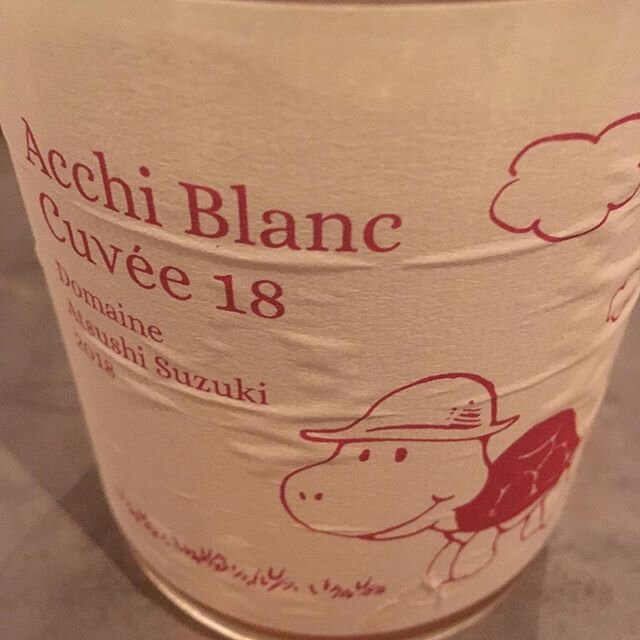 Acchi Blanc
Cuvée 18
Domaine
Atsushi Suzuki
2018